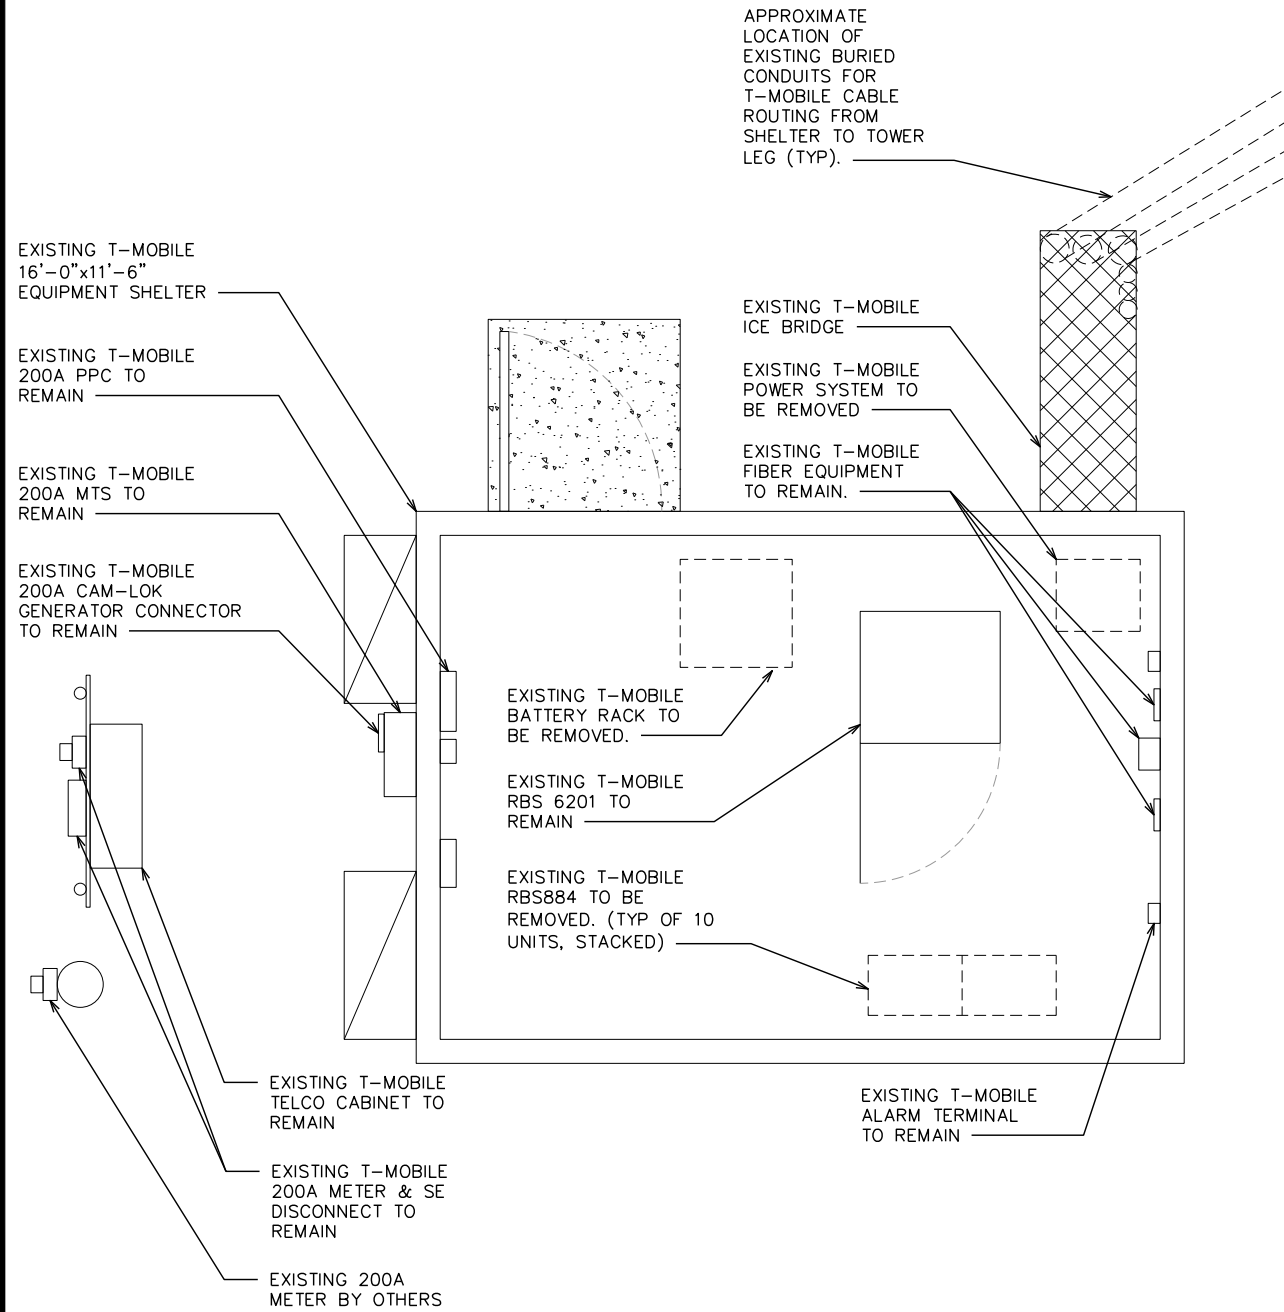 APPROXIMATE
LOCATION OF
EXISTING BURIED
CONDUITS FOR
T-MOBILE CABLE
ROUTING FROM
SHELTER TO TOWER
LEG (TYP).
EXISTING T-MOBILE
16'-0"x11'-6"
EQUIPMENT SHELTER
EXISTING T-MOBILE
200A PPC TO
REMAIN
EXISTING T-MOBILE
200A MTS TO
REMAIN
EXISTING T-MOBILE
200A CAM-LOK
GENERATOR CONNECTOR
TO REMAIN
EXISTING T-MOBILE
ICE BRIDGE
EXISTING T-MOBILE
POWER SYSTEM TO
BE REMOVED
EXISTING T-MOBILE
FIBER EQUIPMENT
TO REMAIN.
EXISTING T-MOBILE
BATTERY RACK TO
BE REMOVED.
EXISTING T-MOBILE
RBS 6201 TO
REMAIN
EXISTING T-MOBILE
RBS884 TO BE
REMOVED. (TYP OF 10
UNITS, STACKED)
EXISTING T-MOBILE
TELCO CABINET TO
REMAIN
EXISTING T-MOBILE
200A METER & SE
DISCONNECT TO
REMAIN
EXISTING 200A
METER BY OTHERS
EXISTING T-MOBILE
ALARM TERMINAL
TO REMAIN